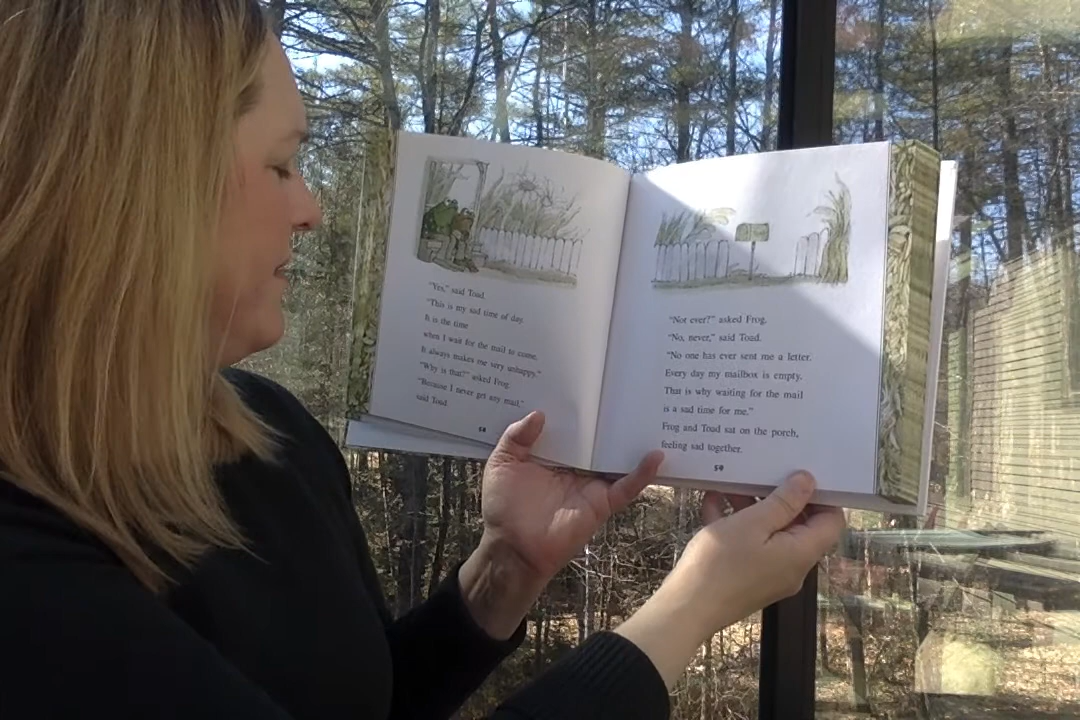 "Yes," said Toad.
"This is my sad time of day.
It is the time
when I wait for the mail to come.
It always makes me very unhappy."
"Why is that?" asked Frog.
"Because I never get any mail,"
said Toad.
58
"Not ever?" asked Frog.
"No, never," said Toad.
"No one has ever sent me a letter.
Every day my mailbox is empty.
That is why waiting for the mail
is a sad time for me."
Frog and Toad sat on the porch,
feeling sad together.
59